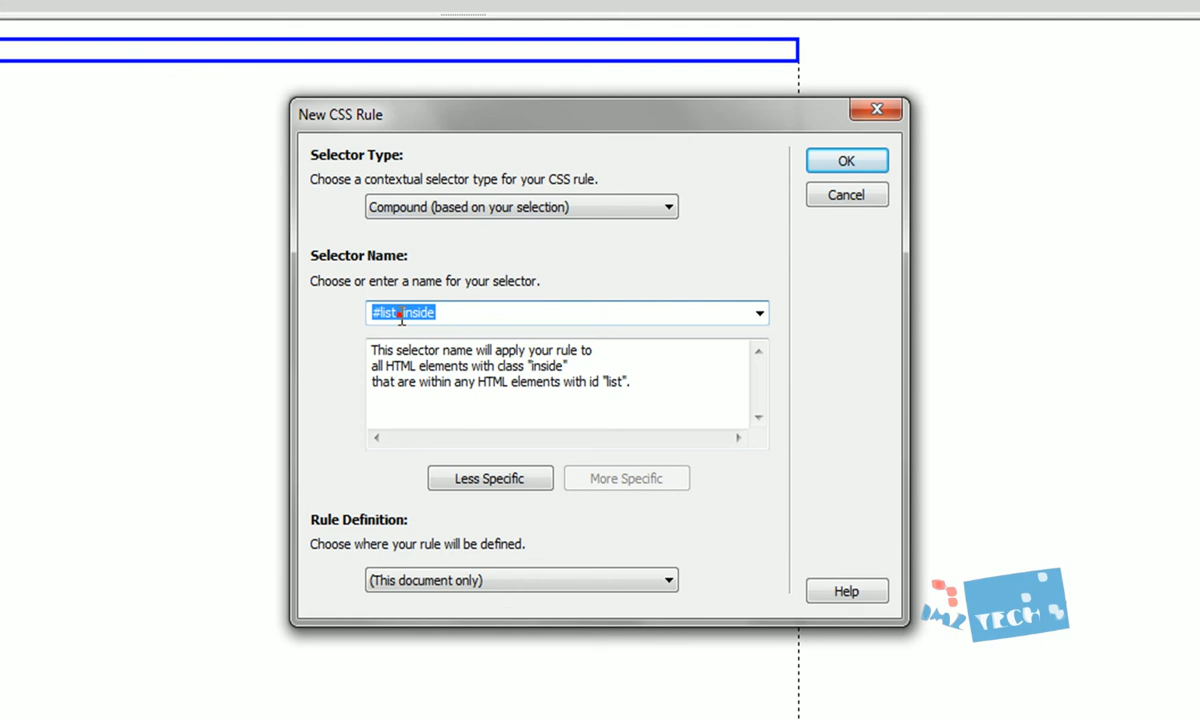 New CSS Rule
Selector Type:
Choose a contextual selector type for your CSS rule.
Compound (based on your selection)
OK
Cancel
Selector Name:
Choose or enter a name for your selector.
#list .inside
This selector name will apply your rule to
all HTML elements with class "inside"
that are within any HTML elements with id "list".
Less Specific
More Specific
Rule Definition:
Choose where your rule will be defined.
(This document only)
Help
IMZ TECH